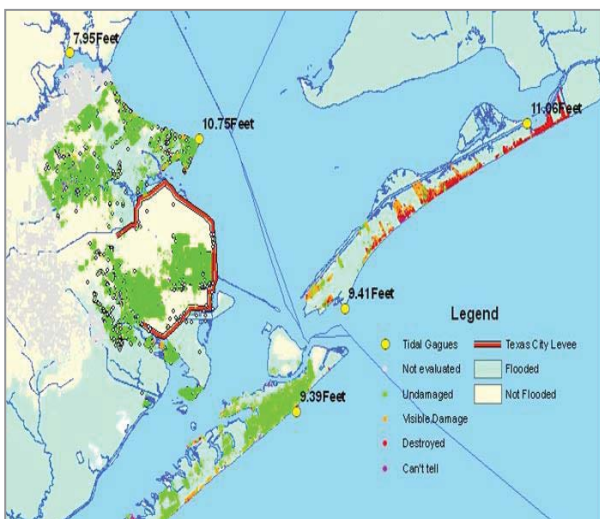 7.95Feet
10.75Feet
11.06Feet
9.41Feet
9.39Feet
Legend
Tidal Gagues
Not evaluated
Undamaged
Visible Damage
Destroyed
Can't tell
Texas City Levee
Flooded
Not Flooded